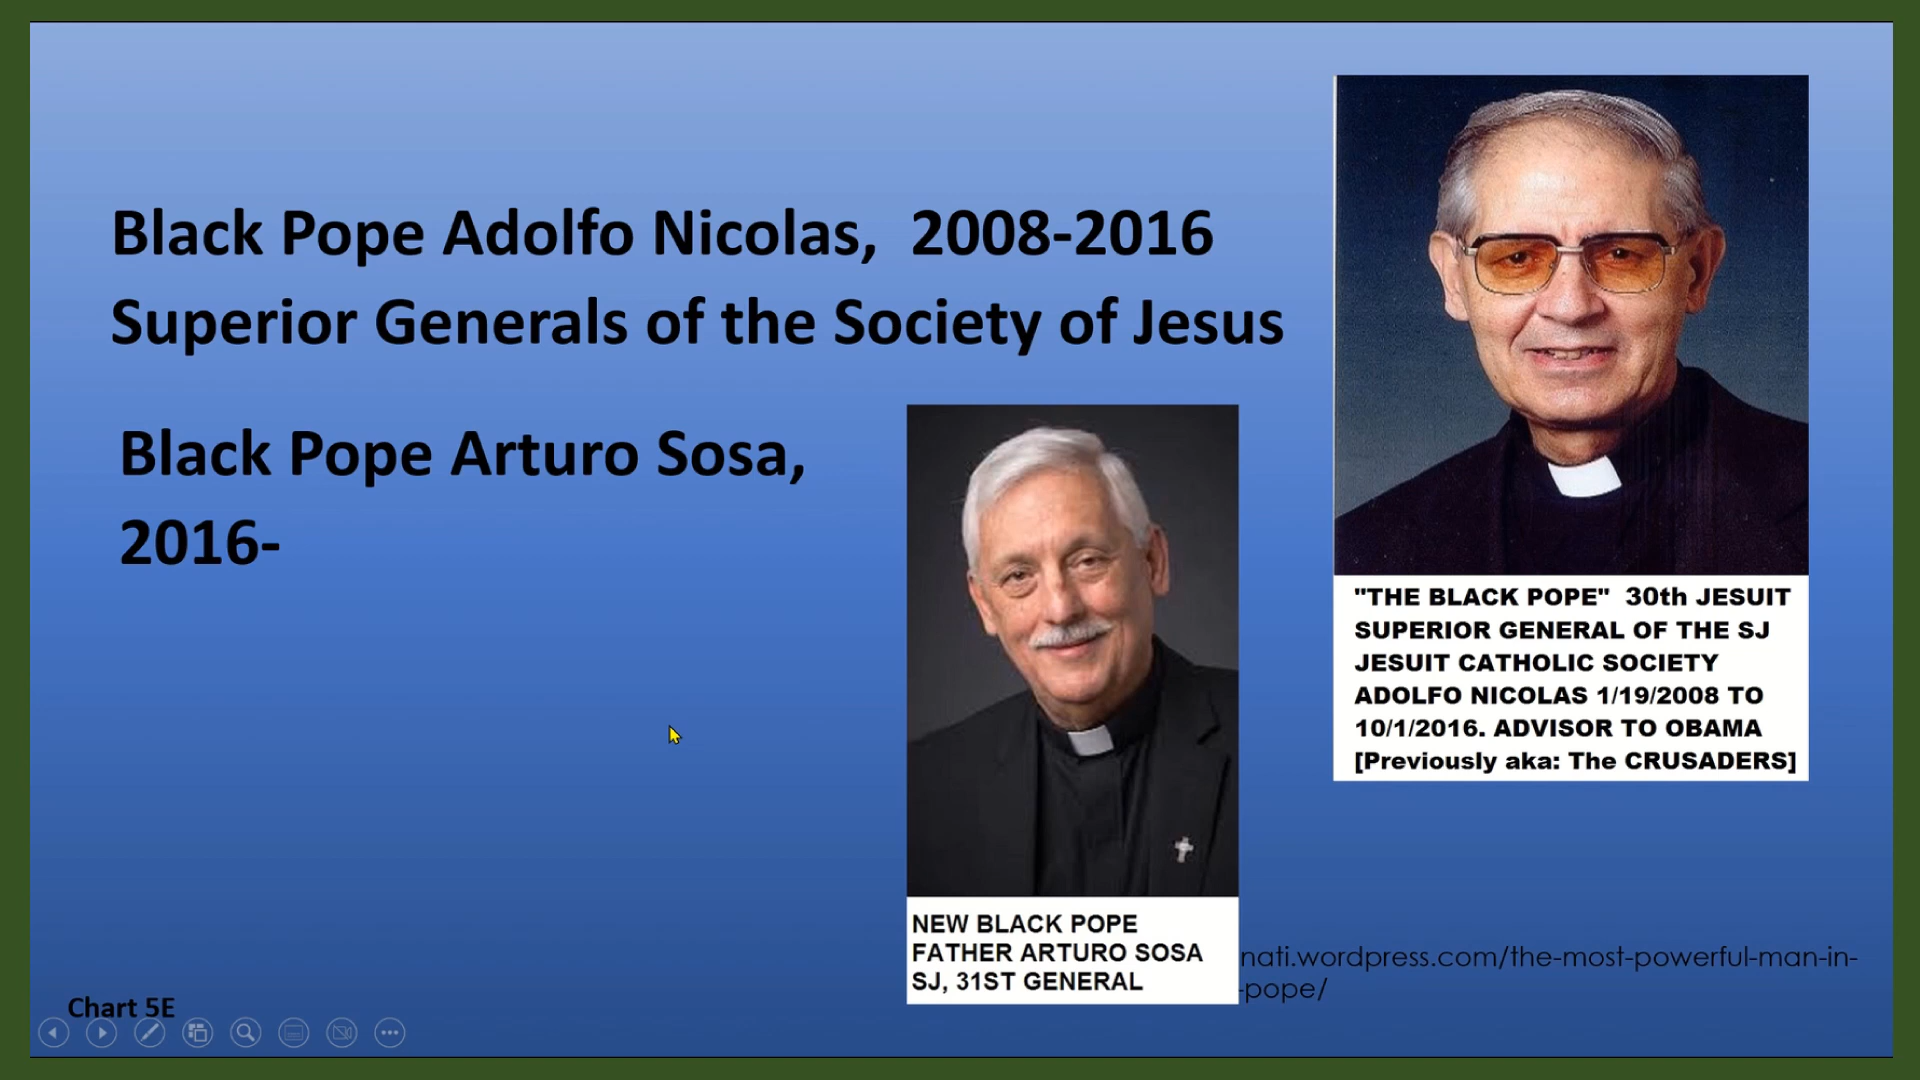 Black Pope Adolfo Nicolas,  2008-2016
Superior Generals of the Society of Jesus
Black Pope Arturo Sosa,
2016-
"THE BLACK POPE"  30th JESUIT
SUPERIOR GENERAL OF THE SJ
JESUIT CATHOLIC SOCIETY
ADOLFO NICOLAS 1/19/2008 TO
10/1/2016. ADVISOR TO OBAMA
[Previously aka: The CRUSADERS]
NEW BLACK POPE
FATHER ARTURO SOSA
SJ, 31ST GENERAL
nati.wordpress.com/the-most-powerful-man-in-
-pope/
Chart 5E